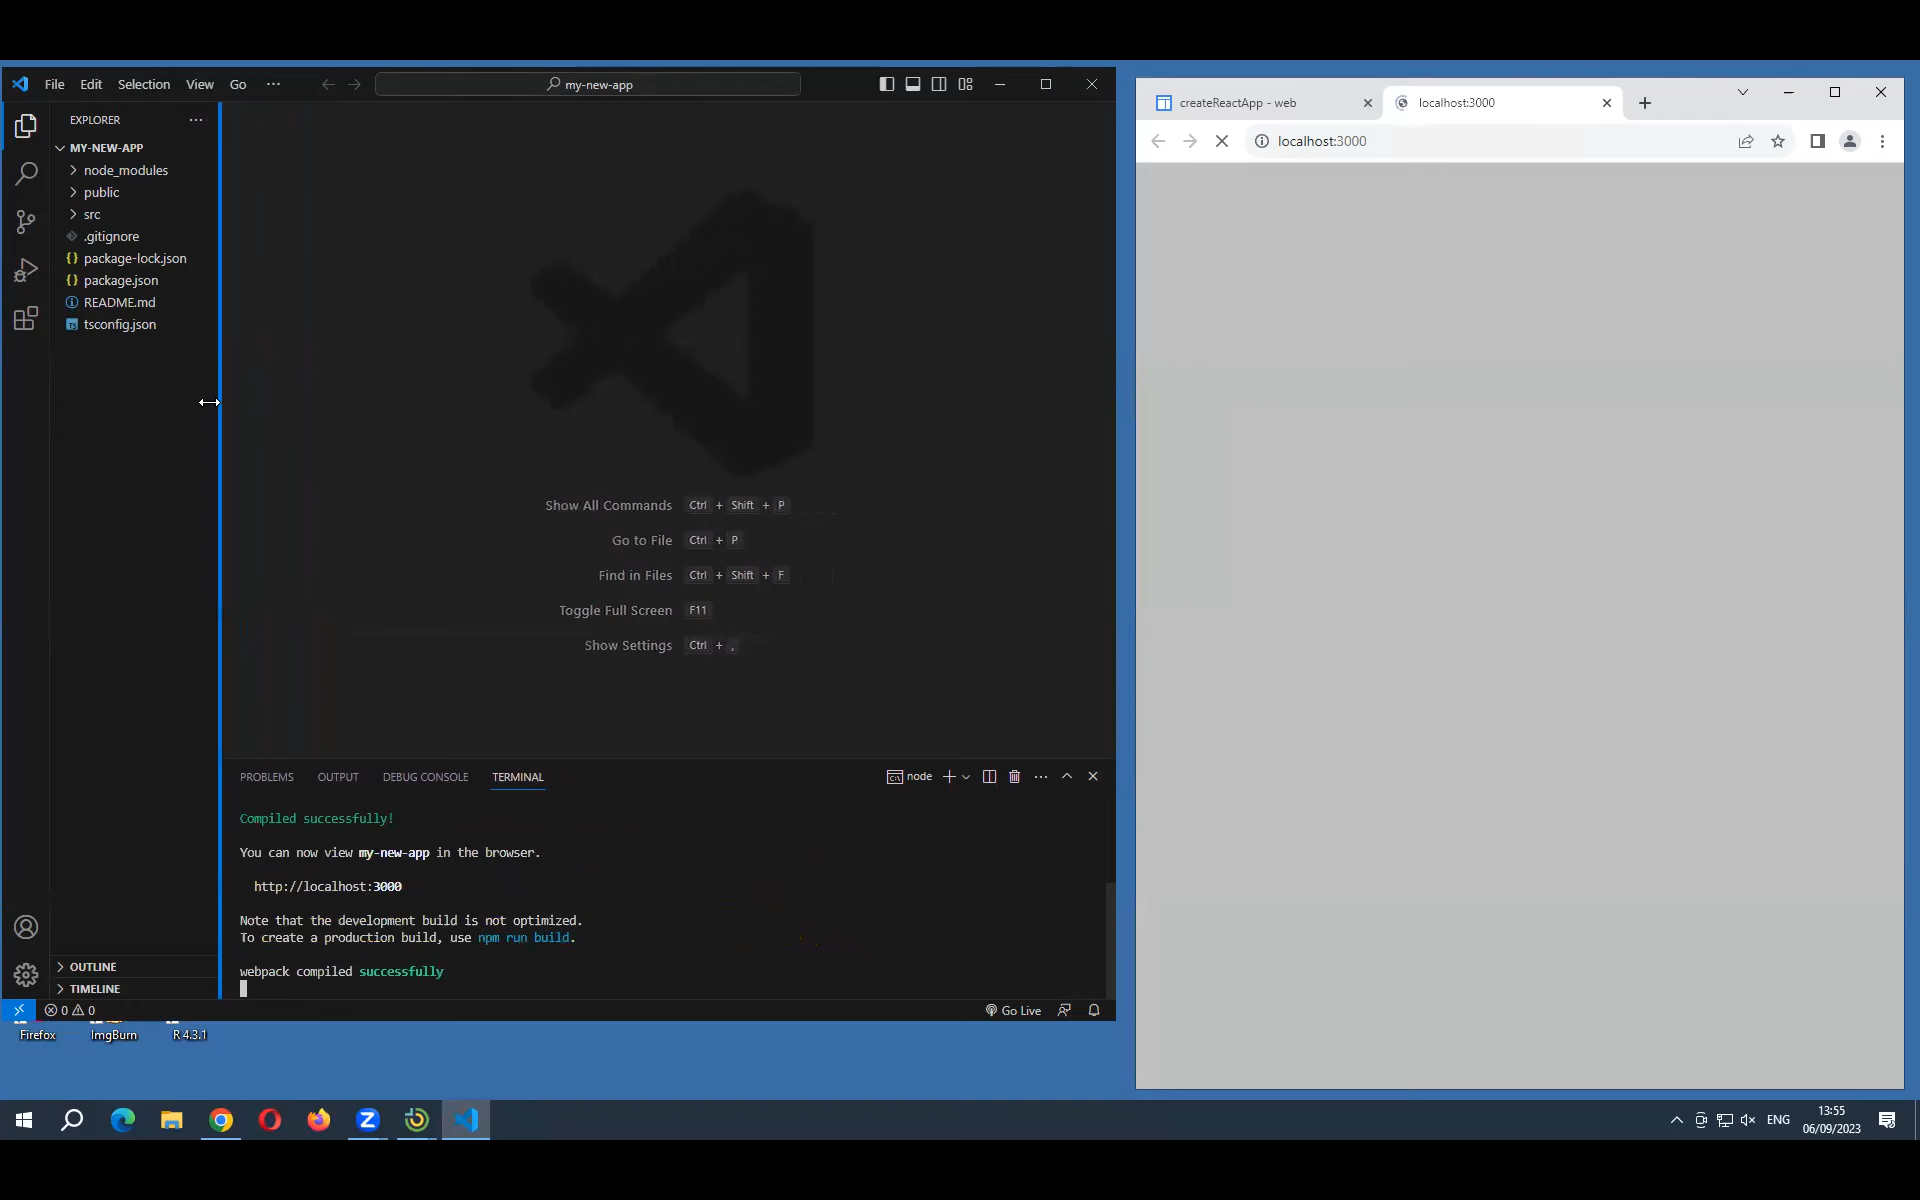 File Edit Selection View Go ··· my-new-app
EXPLORER
MY-NEW-APP
node_modules
public
src
.gitignore
package-lock.json
package.json
README.md
tsconfig.json
OUTLINE
TIMELINE
Show All Commands Ctrl + Shift + P
Go to File Ctrl + P
Find in Files Ctrl + Shift + F
Toggle Full Screen F11
Show Settings Ctrl + ,
PROBLEMS OUTPUT DEBUG CONSOLE TERMINAL node
Compiled successfully!
You can now view my-new-app in the browser.
http://localhost:3000
Note that the development build is not optimized.
To create a production build, use npm run build.
webpack compiled successfully
0 0 Go Live
createReactApp - web
localhost:3000
localhost:3000
Firefox ImgBurn R 4.3.1
ENG
13:55
06/09/2023